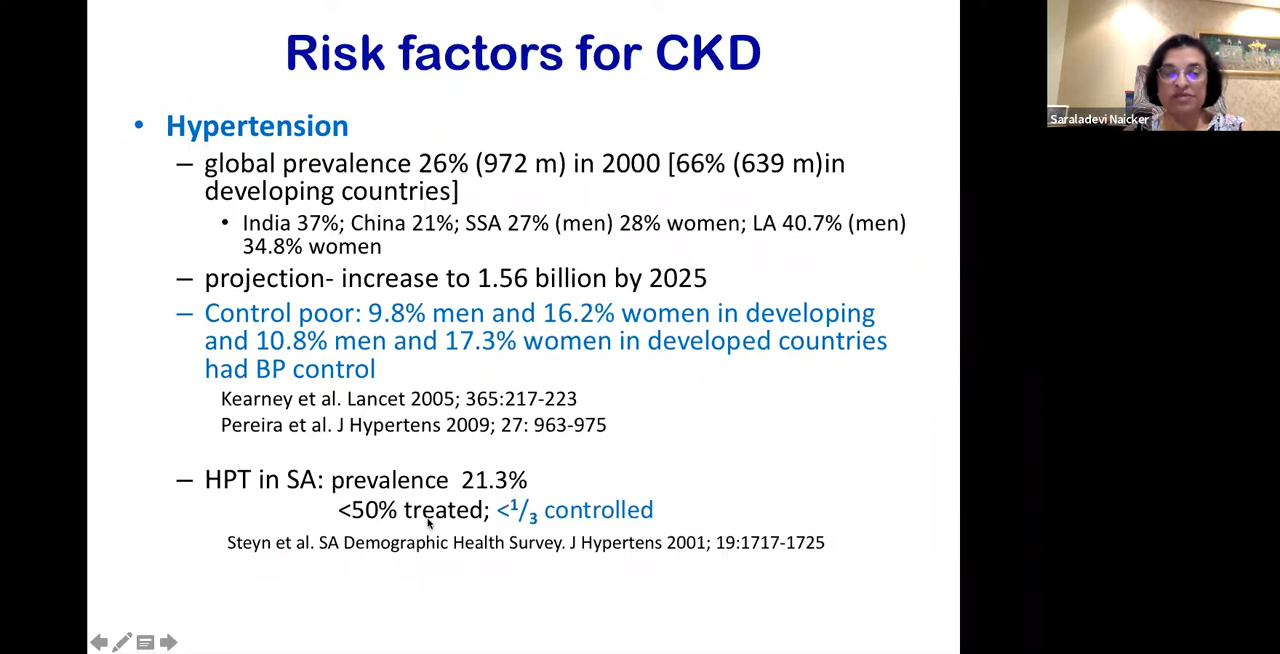 Risk factors for CKD
Saraladevi Naicker
• Hypertension
– global prevalence 26% (972 m) in 2000 [66% (639 m)in
developing countries]
• India 37%; China 21%; SSA 27% (men) 28% women; LA 40.7% (men)
34.8% women
– projection- increase to 1.56 billion by 2025
– Control poor: 9.8% men and 16.2% women in developing
and 10.8% men and 17.3% women in developed countries
had BP control
Kearney et al. Lancet 2005; 365:217-223
Pereira et al. J Hypertens 2009; 27: 963-975
– HPT in SA: prevalence 21.3%
<50% treated; <1/3 controlled
Steyn et al. SA Demographic Health Survey. J Hypertens 2001; 19:1717-1725